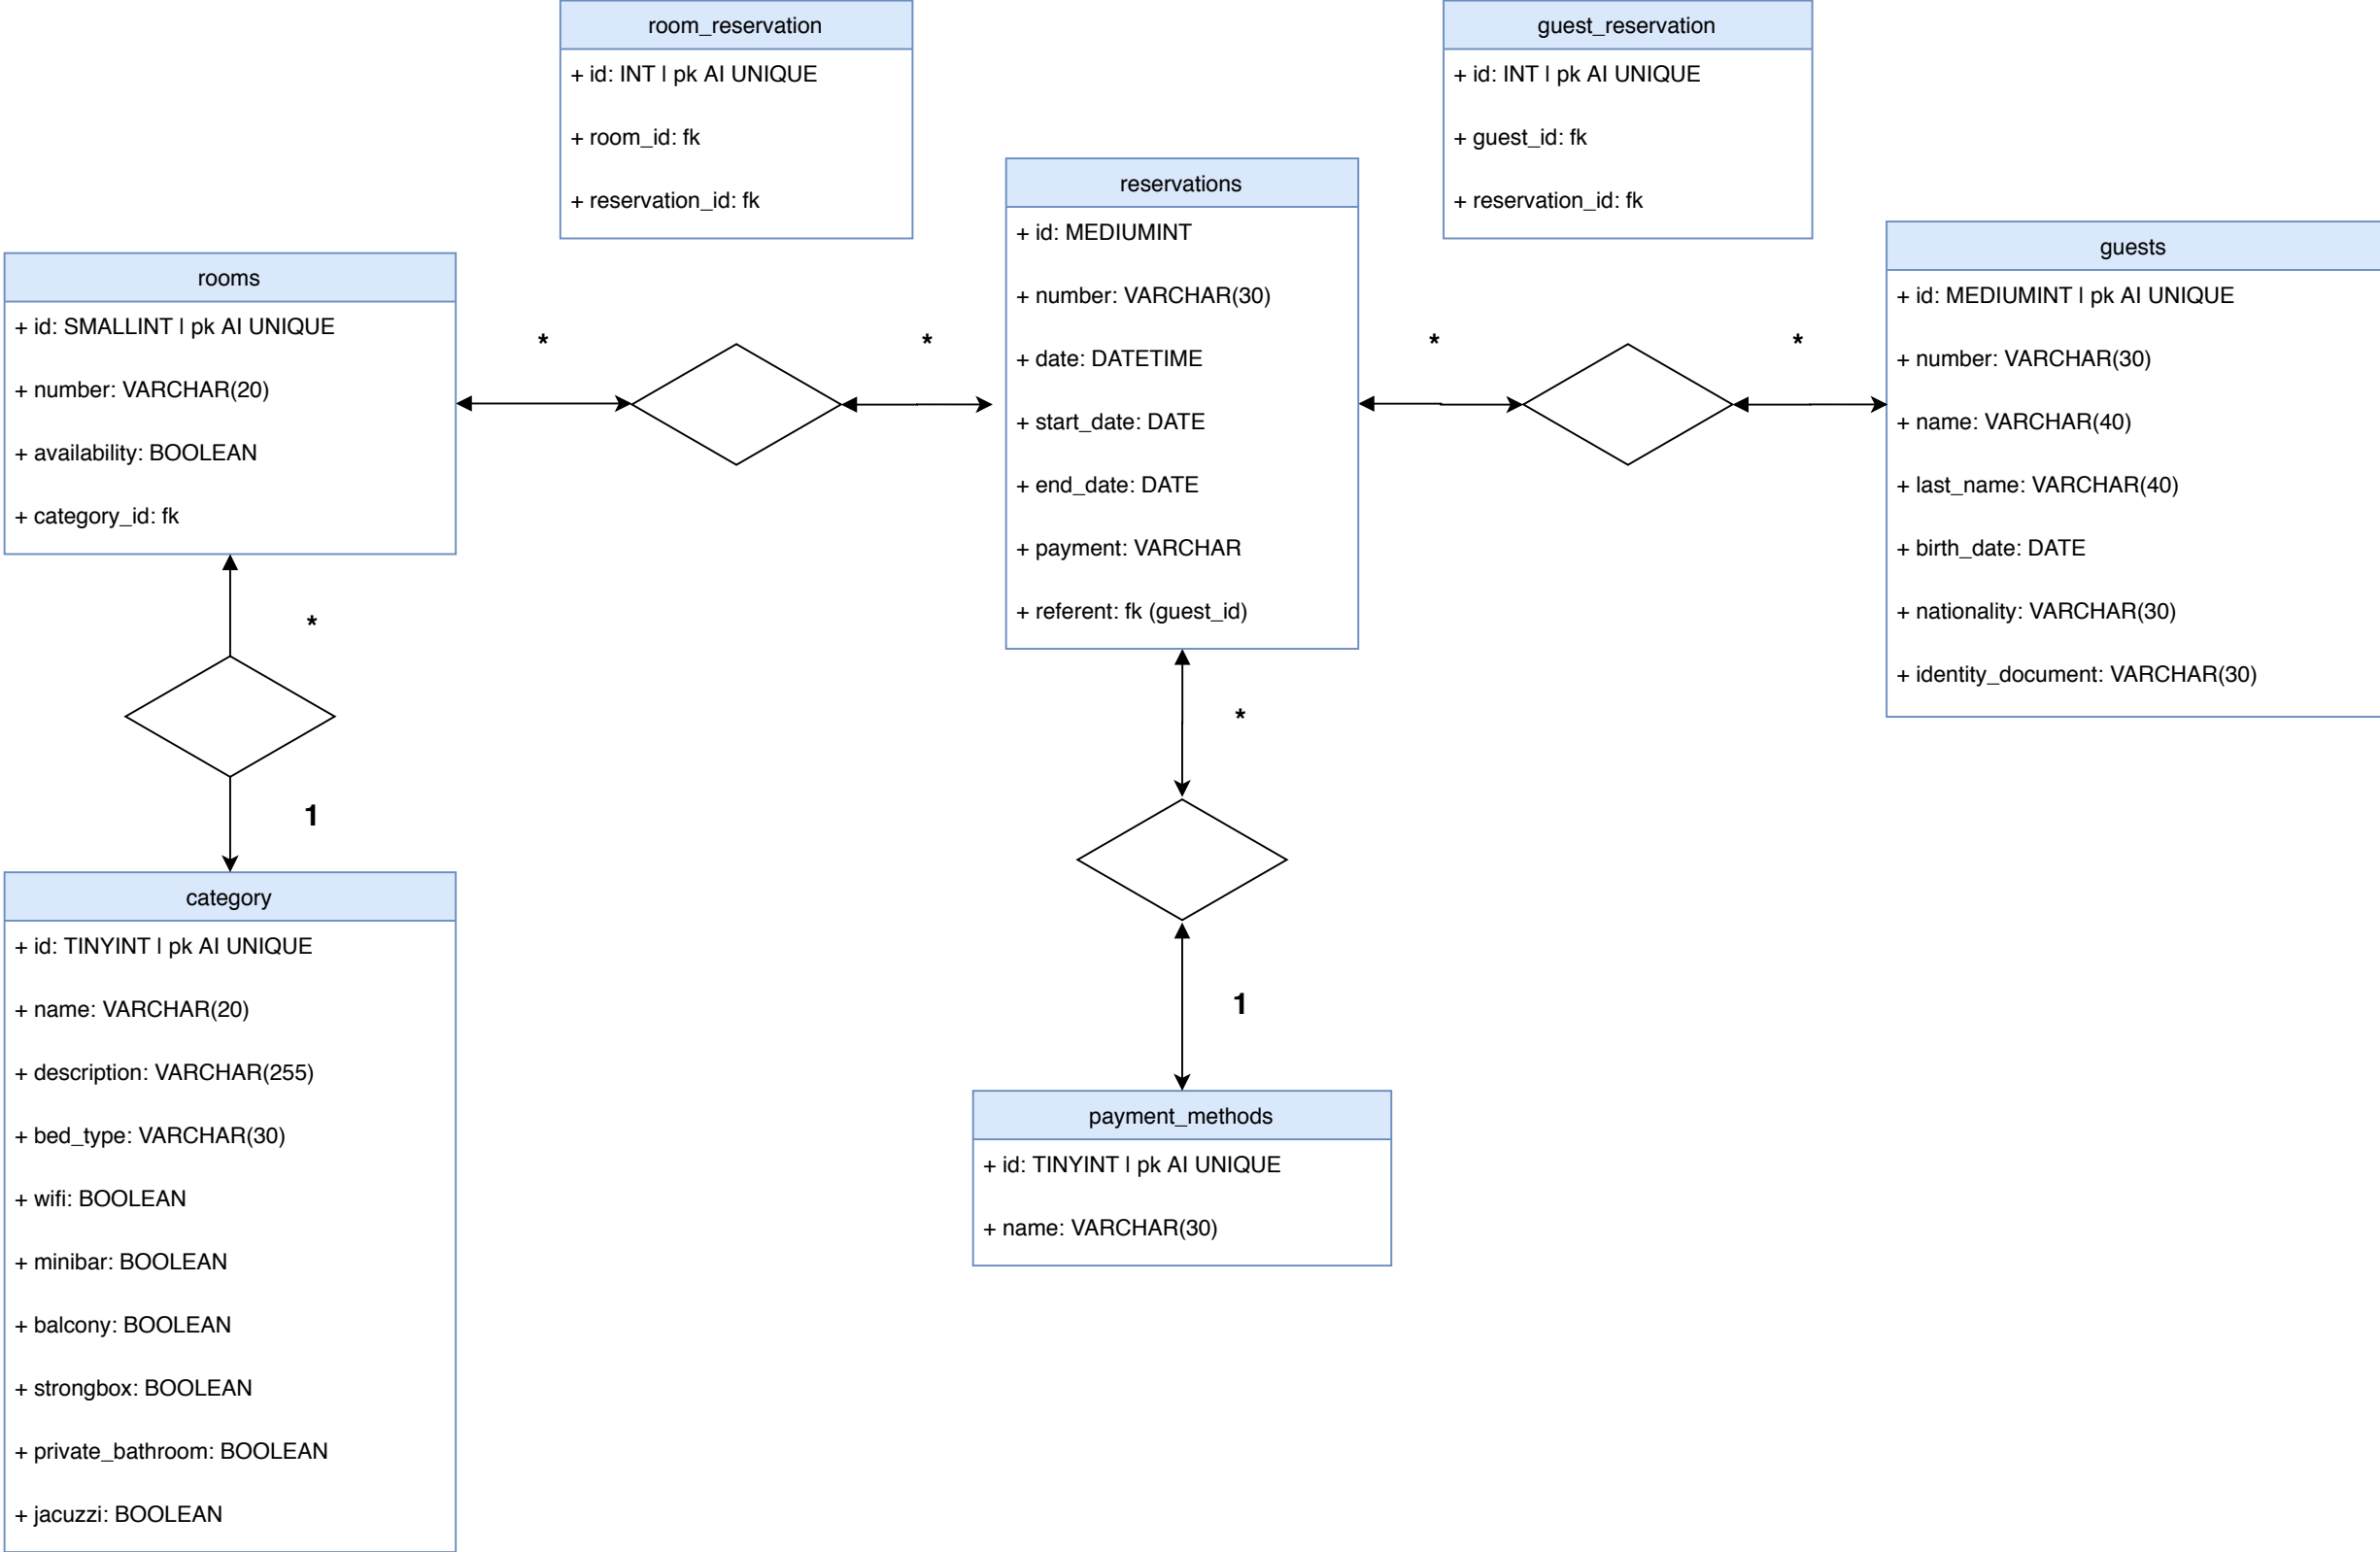 room_reservation
+ id: INT | pk AI UNIQUE
+ room_id: fk
+ reservation_id: fk
guest_reservation
+ id: INT | pk AI UNIQUE
+ guest_id: fk
+ reservation_id: fk
reservations
+ id: MEDIUMINT
+ number: VARCHAR(30)
+ date: DATETIME
+ start_date: DATE
+ end_date: DATE
+ payment: VARCHAR
+ referent: fk (guest_id)
guests
+ id: MEDIUMINT | pk AI UNIQUE
+ number: VARCHAR(30)
+ name: VARCHAR(40)
+ last_name: VARCHAR(40)
+ birth_date: DATE
+ nationality: VARCHAR(30)
+ identity_document: VARCHAR(30)
rooms
+ id: SMALLINT | pk AI UNIQUE
+ number: VARCHAR(20)
+ availability: BOOLEAN
+ category_id: fk
*
*
*
*
*
1
*
1
category
+ id: TINYINT | pk AI UNIQUE
+ name: VARCHAR(20)
+ description: VARCHAR(255)
+ bed_type: VARCHAR(30)
+ wifi: BOOLEAN
+ minibar: BOOLEAN
+ balcony: BOOLEAN
+ strongbox: BOOLEAN
+ private_bathroom: BOOLEAN
+ jacuzzi: BOOLEAN
payment_methods
+ id: TINYINT | pk AI UNIQUE
+ name: VARCHAR(30)